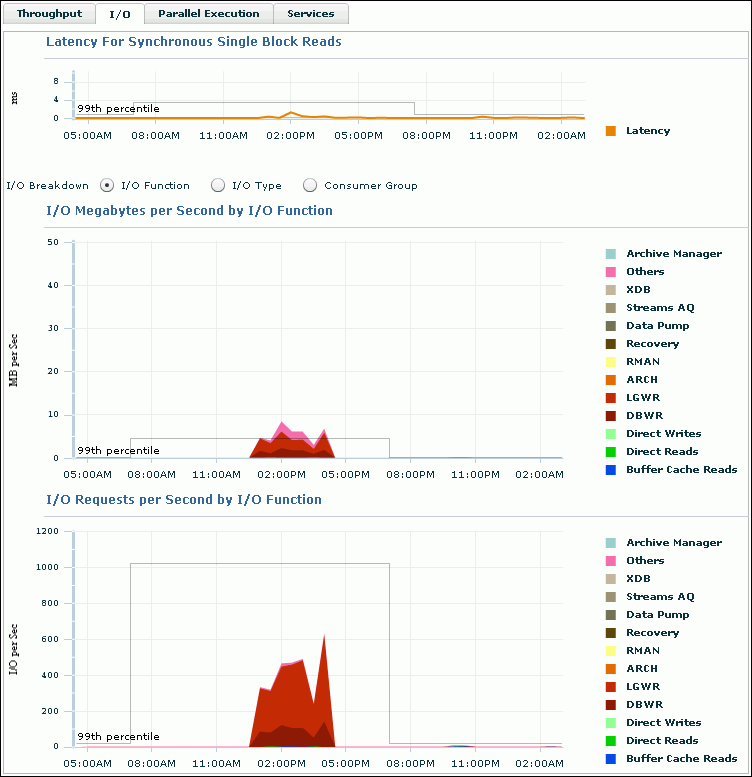 Throughput I/O Parallel Execution Services
Latency For Synchronous Single Block Reads
ms
8
4
0
99th percentile
05:00AM 08:00AM 11:00AM 02:00PM 05:00PM 08:00PM 11:00PM 02:00AM
Latency
I/O Breakdown I/O Function I/O Type Consumer Group
I/O Megabytes per Second by I/O Function
MB per Sec
50
40
30
20
10
0
99th percentile
05:00AM 08:00AM 11:00AM 02:00PM 05:00PM 08:00PM 11:00PM 02:00AM
Archive Manager
Others
XDB
Streams AQ
Data Pump
Recovery
RMAN
ARCH
LGWR
DBWR
Direct Writes
Direct Reads
Buffer Cache Reads
I/O Requests per Second by I/O Function
I/O per Sec
1200
1000
800
600
400
200
0
99th percentile
05:00AM 08:00AM 11:00AM 02:00PM 05:00PM 08:00PM 11:00PM 02:00AM
Archive Manager
Others
XDB
Streams AQ
Data Pump
Recovery
RMAN
ARCH
LGWR
DBWR
Direct Writes
Direct Reads
Buffer Cache Reads